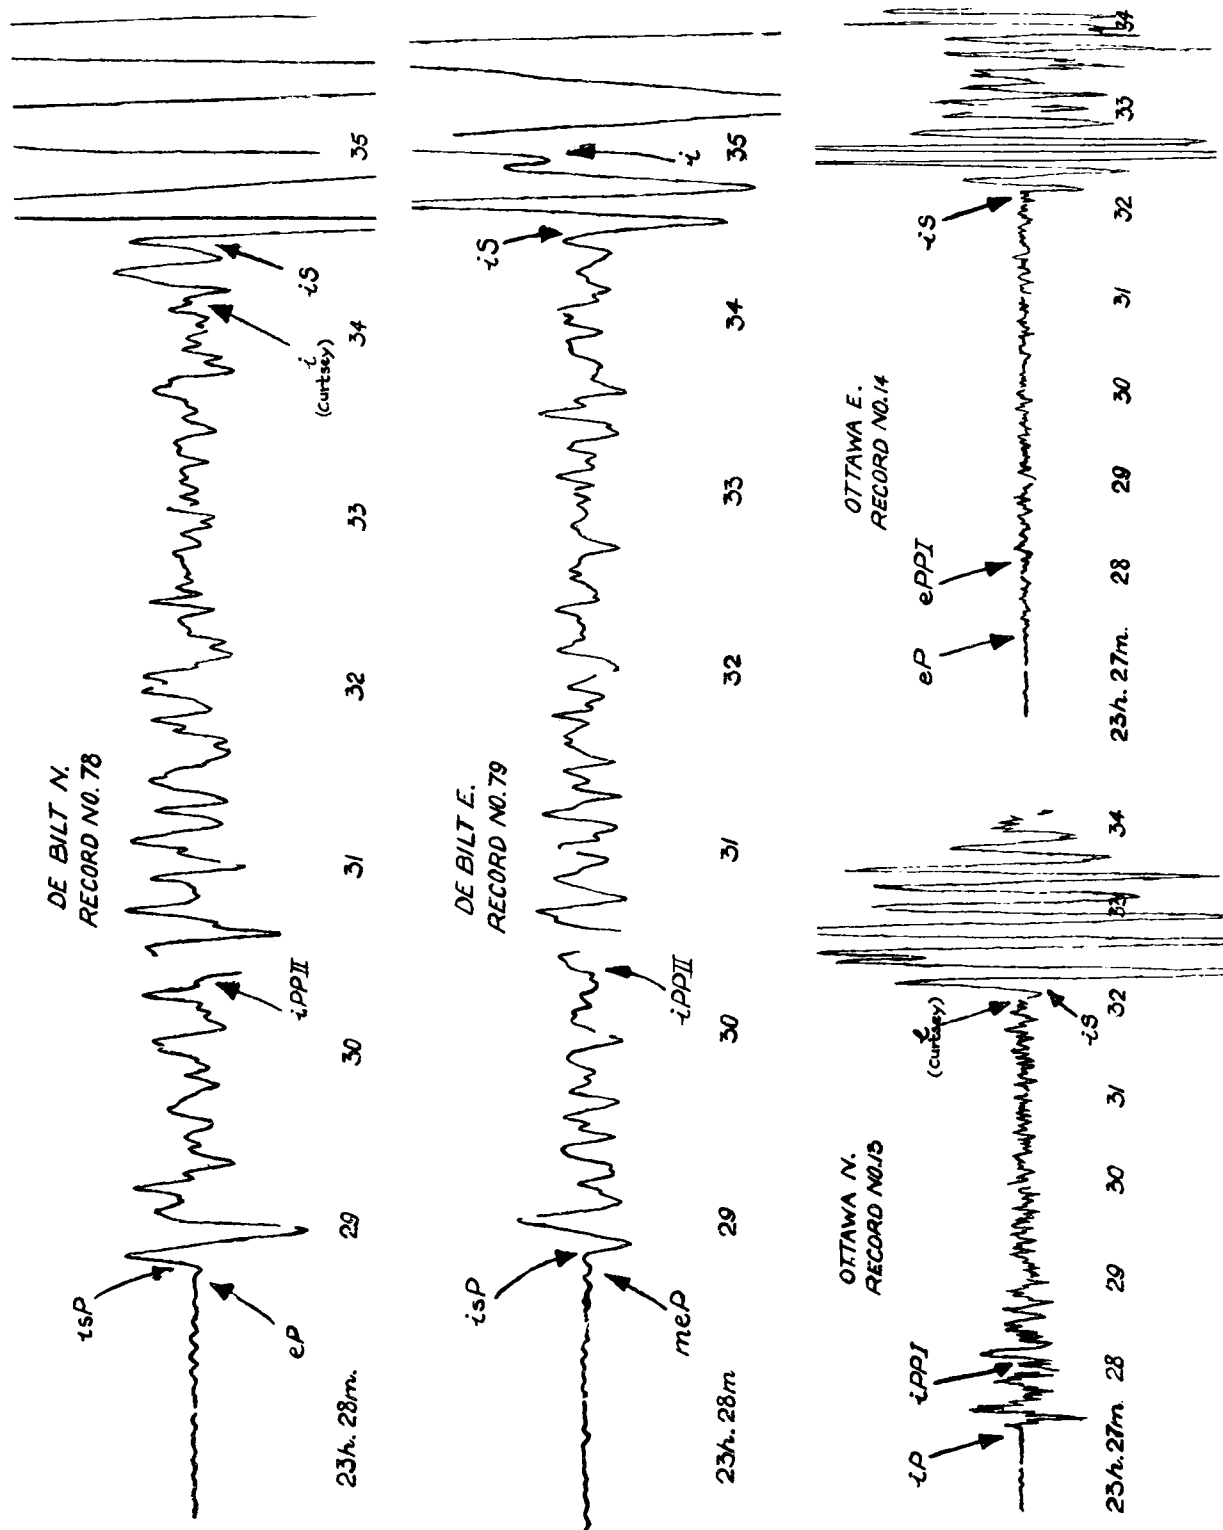 DE BILT N.
RECORD NO. 78
isP
eP
iPPII
i
(curtsey)
iS
23h. 28m. 29 30 31 32 33 34 35
DE BILT E.
RECORD NO. 79
isP
meP
iPPII
iS
i
23h. 28m 29 30 31 32 33 34 35
OTTAWA N.
RECORD NO. 13
iP
iPPI
(curtsey)
iS
23h. 27m. 28 29 30 31 32 33 34
OTTAWA E.
RECORD NO. 14
eP
ePPI
iS
23h. 27m. 28 29 30 31 32 33 34